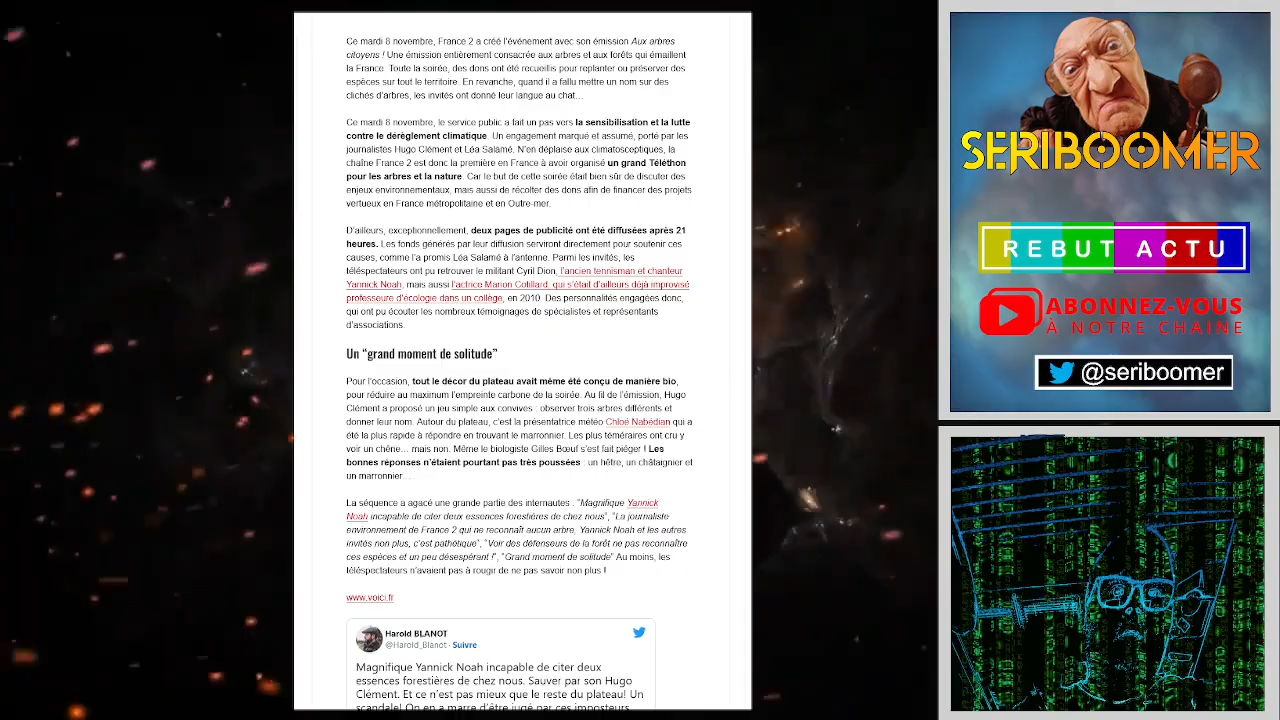 Ce mardi 8 novembre, France 2 a créé l'événement avec son émission Aux arbres
citoyens ! Une émission entièrement consacrée aux arbres et aux forêts qui émaillent
la France. Toute la soirée, des dons ont été recueillis pour replanter ou préserver des
espèces sur tout le territoire. En revanche, quand il a fallu mettre un nom sur des
clichés d'arbres, les invités ont donné leur langue au chat…
Ce mardi 8 novembre, le service public a fait un pas vers la sensibilisation et la lutte
contre le dérèglement climatique. Un engagement marqué et assumé, porté par les
journalistes Hugo Clément et Léa Salamé. N'en déplaise aux climatosceptiques, la
chaîne France 2 est donc la première en France à avoir organisé un grand Téléthon
pour les arbres et la nature. Car le but de cette soirée était bien sûr de discuter des
enjeux environnementaux, mais aussi de récolter des dons afin de financer des projets
vertueux en France métropolitaine et en Outre-mer.
D'ailleurs, exceptionnellement, deux pages de publicité ont été diffusées après 21
heures. Les fonds générés par leur diffusion serviront directement pour soutenir ces
causes, comme l'a promis Léa Salamé à l'antenne. Parmi les invités, les
téléspectateurs ont pu retrouver le militant Cyril Dion, l'ancien tennisman et chanteur
Yannick Noah, mais aussi l'actrice Marion Cotillard, qui s'était d'ailleurs déjà improvisé
professeure d'écologie dans un collège, en 2010. Des personnalités engagées donc,
qui ont pu écouter les nombreux témoignages de spécialistes et représentants
d'associations.
Un “grand moment de solitude”
Pour l'occasion, tout le décor du plateau avait même été conçu de manière bio,
pour réduire au maximum l'empreinte carbone de la soirée. Au fil de l'émission, Hugo
Clément a proposé un jeu simple aux convives : observer trois arbres différents et
donner leur nom. Autour du plateau, c'est la présentatrice météo Chloé Nabédian qui a
été la plus rapide à répondre en trouvant le marronnier. Les plus téméraires ont cru y
voir un chêne… mais non. Même le biologiste Gilles Bœuf s'est fait piéger ! Les
bonnes réponses n'étaient pourtant pas très poussées : un hêtre, un châtaignier et
un marronnier…
La séquence a agacé une grande partie des internautes : "Magnifique Yannick
Noah incapable de citer deux essences forestières de chez nous", "La journaliste
environnement de France 2 qui ne reconnaît aucun arbre, Yannick Noah et les autres
invités non plus, c'est pathétique", "Voir des défenseurs de la forêt ne pas reconnaître
ces espèces et un peu désespérant !", "Grand moment de solitude" Au moins, les
téléspectateurs n'avaient pas à rougir de ne pas savoir non plus !
www.voici.fr
Harold BLANOT
@Harold_Blanot · Suivre
Magnifique Yannick Noah incapable de citer deux
essences forestières de chez nous. Sauver par son Hugo
Clément. Et ce n'est pas mieux que le reste du plateau! Un
scandale! On en a marre d'être jugé par ces imposteurs
SERIBOOMER
REBUT ACTU
ABONNEZ-VOUS
À NOTRE CHAINE
@seriboomer